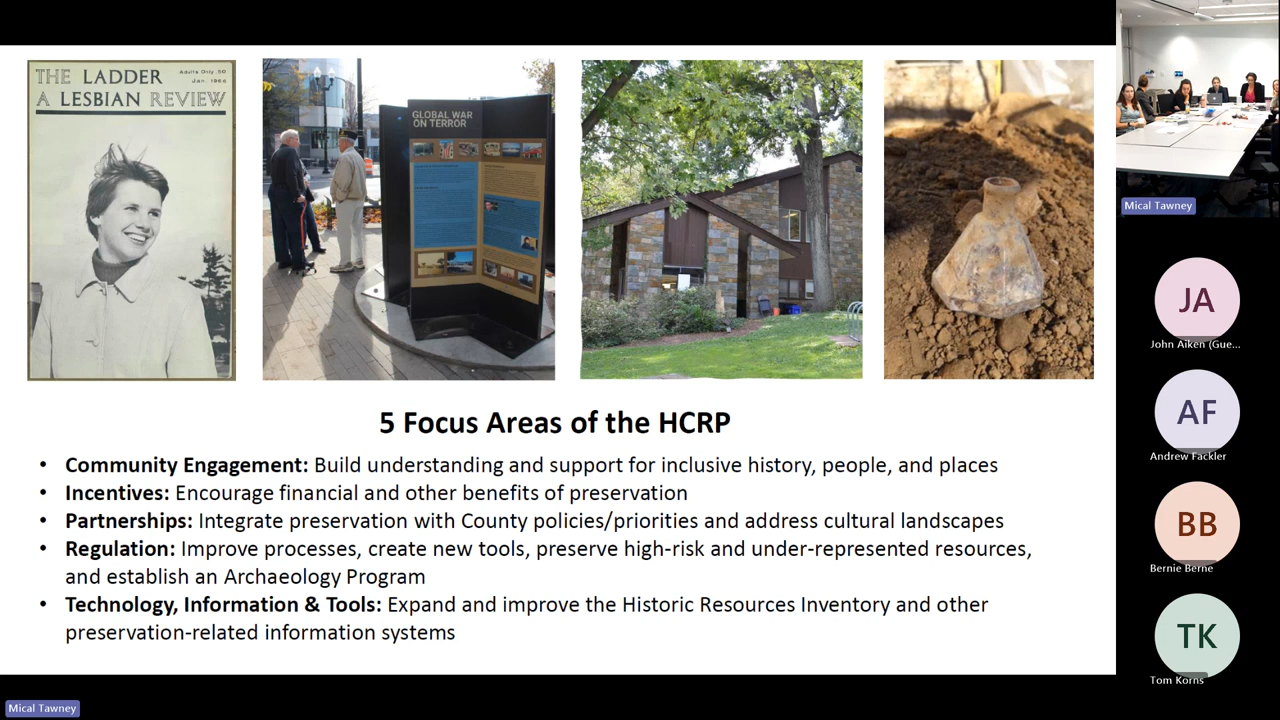 THE LADDER
Adults Only .50
Jan. 1966
A LESBIAN REVIEW
GLOBAL WAR
ON TERROR
5 Focus Areas of the HCRP
• Community Engagement: Build understanding and support for inclusive history, people, and places
• Incentives: Encourage financial and other benefits of preservation
• Partnerships: Integrate preservation with County policies/priorities and address cultural landscapes
• Regulation: Improve processes, create new tools, preserve high-risk and under-represented resources,
and establish an Archaeology Program
• Technology, Information & Tools: Expand and improve the Historic Resources Inventory and other
preservation-related information systems
Mical Tawney
Mical Tawney
JA
John Aiken (Gue...
AF
Andrew Fackler
BB
Bernie Berne
TK
Tom Korns